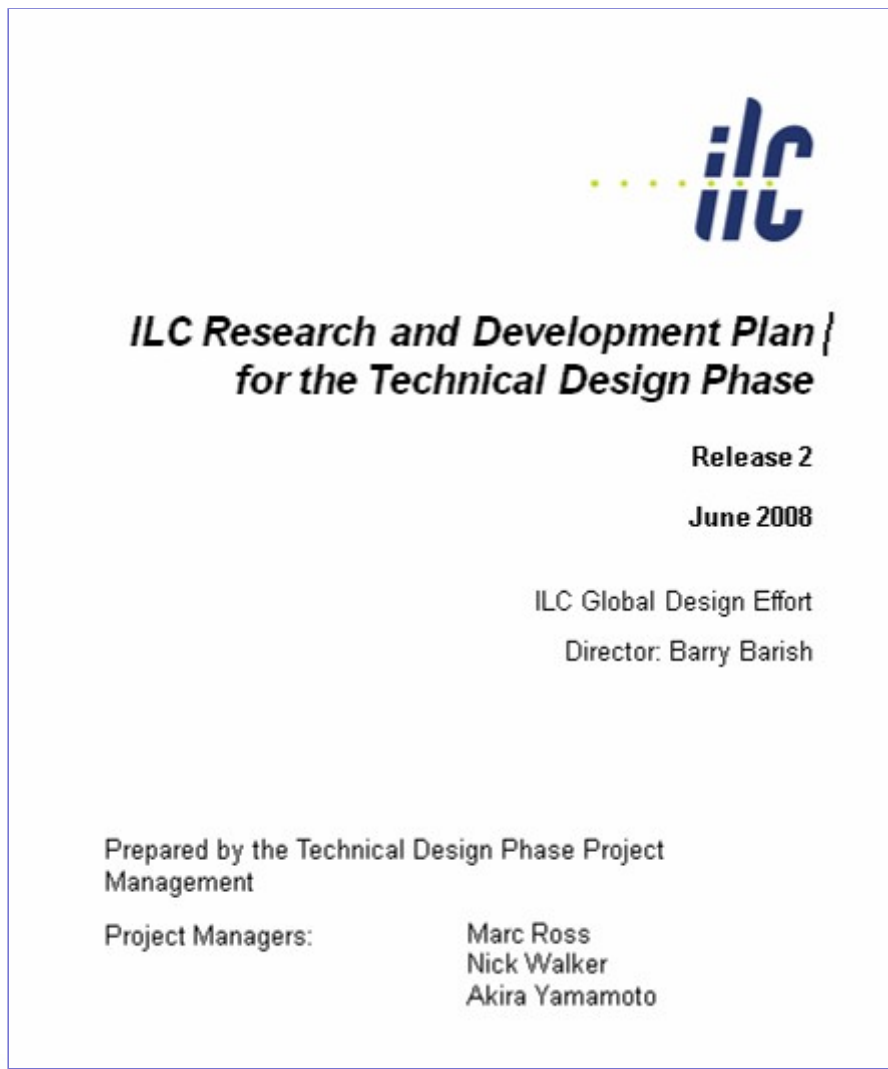 ilc
ILC Research and Development Plan
for the Technical Design Phase
Release 2
June 2008
ILC Global Design Effort
Director: Barry Barish
Prepared by the Technical Design Phase Project
Management
Project Managers: Marc Ross
Nick Walker
Akira Yamamoto